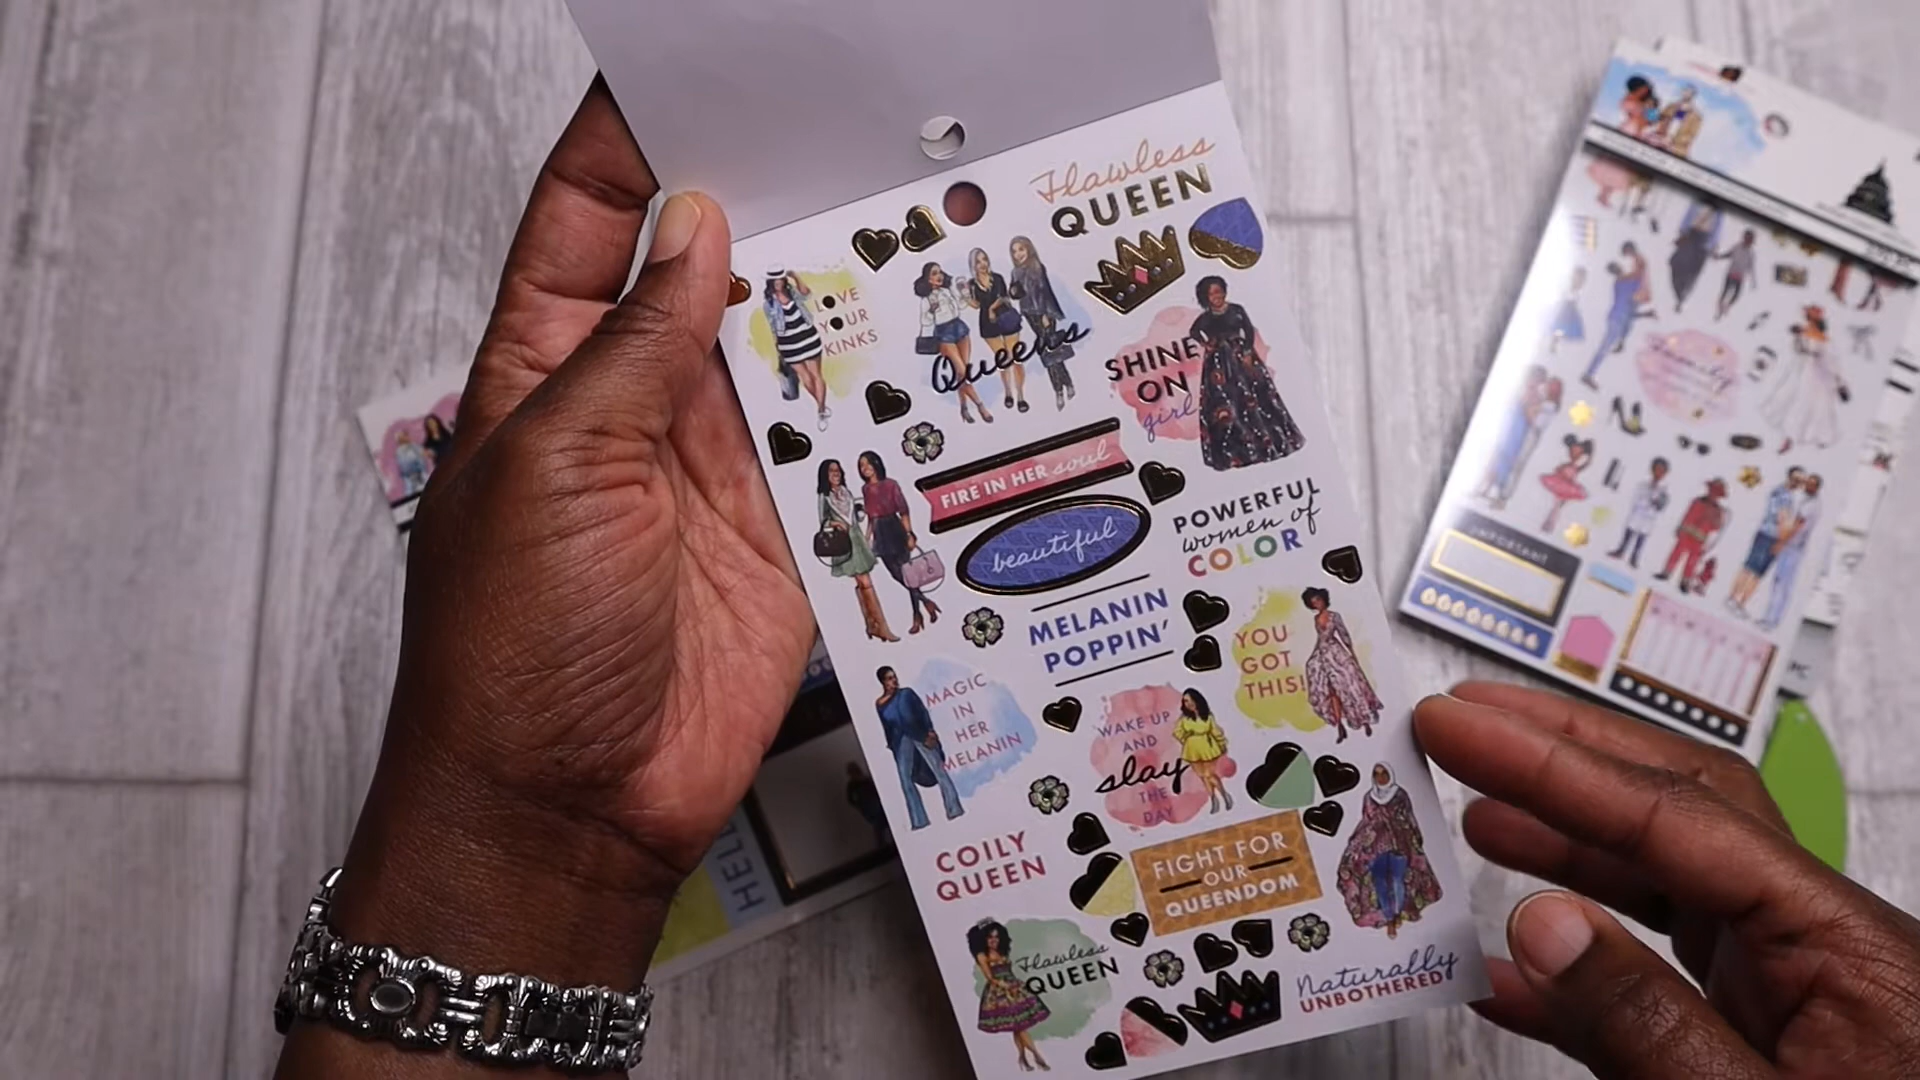 Flawless
QUEEN
LOVE
YOUR
KINKS
Queens
SHINE
ON
girl
FIRE IN HER soul
beautiful
POWERFUL
women of
COLOR
MELANIN
POPPIN'
YOU
GOT
THIS!
MAGIC
IN
HER
MELANIN
WAKE UP
AND
slay
THE
DAY
COILY
QUEEN
FIGHT FOR
OUR
QUEENDOM
Flawless
QUEEN
Naturally
UNBOTHERED
family
IMPORTANT